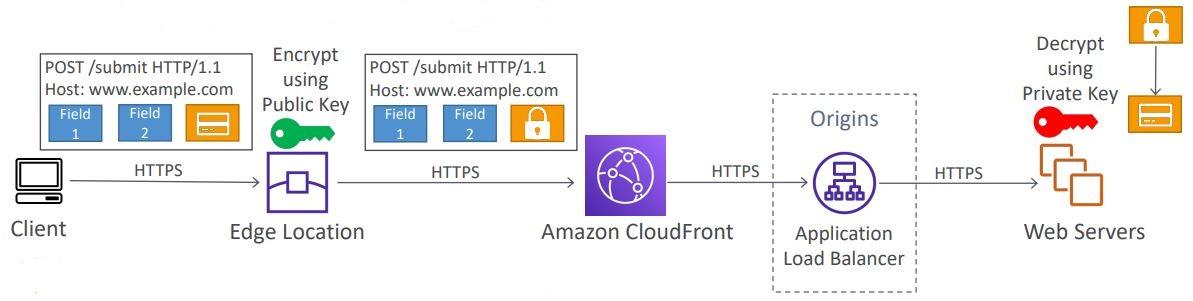 POST /submit HTTP/1.1
Host: www.example.com
Field
1
Field
2
Encrypt
using
Public Key
POST /submit HTTP/1.1
Host: www.example.com
Field
1
Field
2
Decrypt
using
Private Key
Origins
HTTPS
HTTPS
HTTPS
HTTPS
Client
Edge Location
Amazon CloudFront
Application
Load Balancer
Web Servers